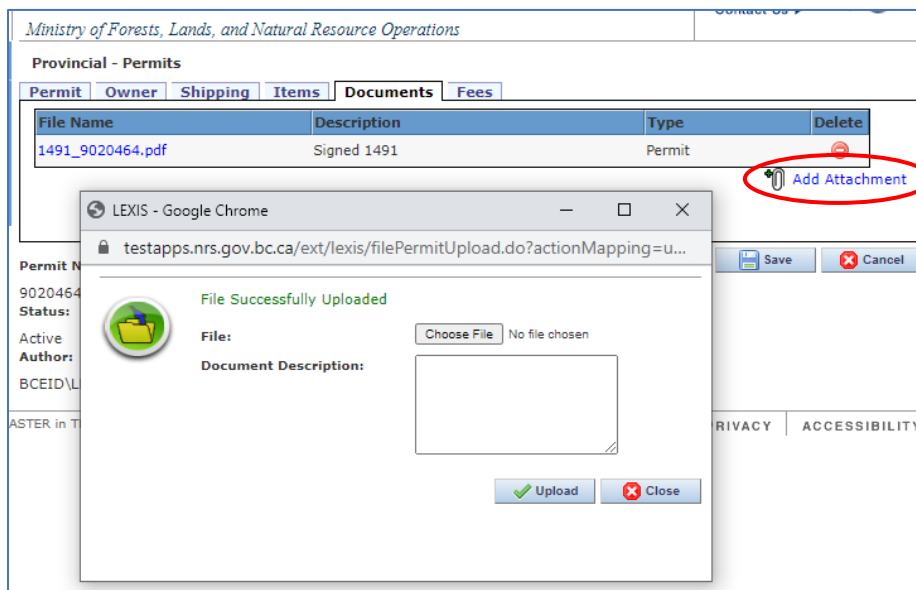 Ministry of Forests, Lands, and Natural Resource Operations
Provincial - Permits
Permit Owner Shipping Items Documents Fees
File Name Description Type Delete
1491_9020464.pdf Signed 1491 Permit
Add Attachment
LEXIS - Google Chrome
testapps.nrs.gov.bc.ca/ext/lexis/filePermitUpload.do?actionMapping=u...
Save Cancel
Permit N
9020464
Status:
Active
Author:
BCEID\L
File Successfully Uploaded
File: Choose File No file chosen
Document Description:
Upload Close
ASTER in T
RIVACY ACCESSIBILITY